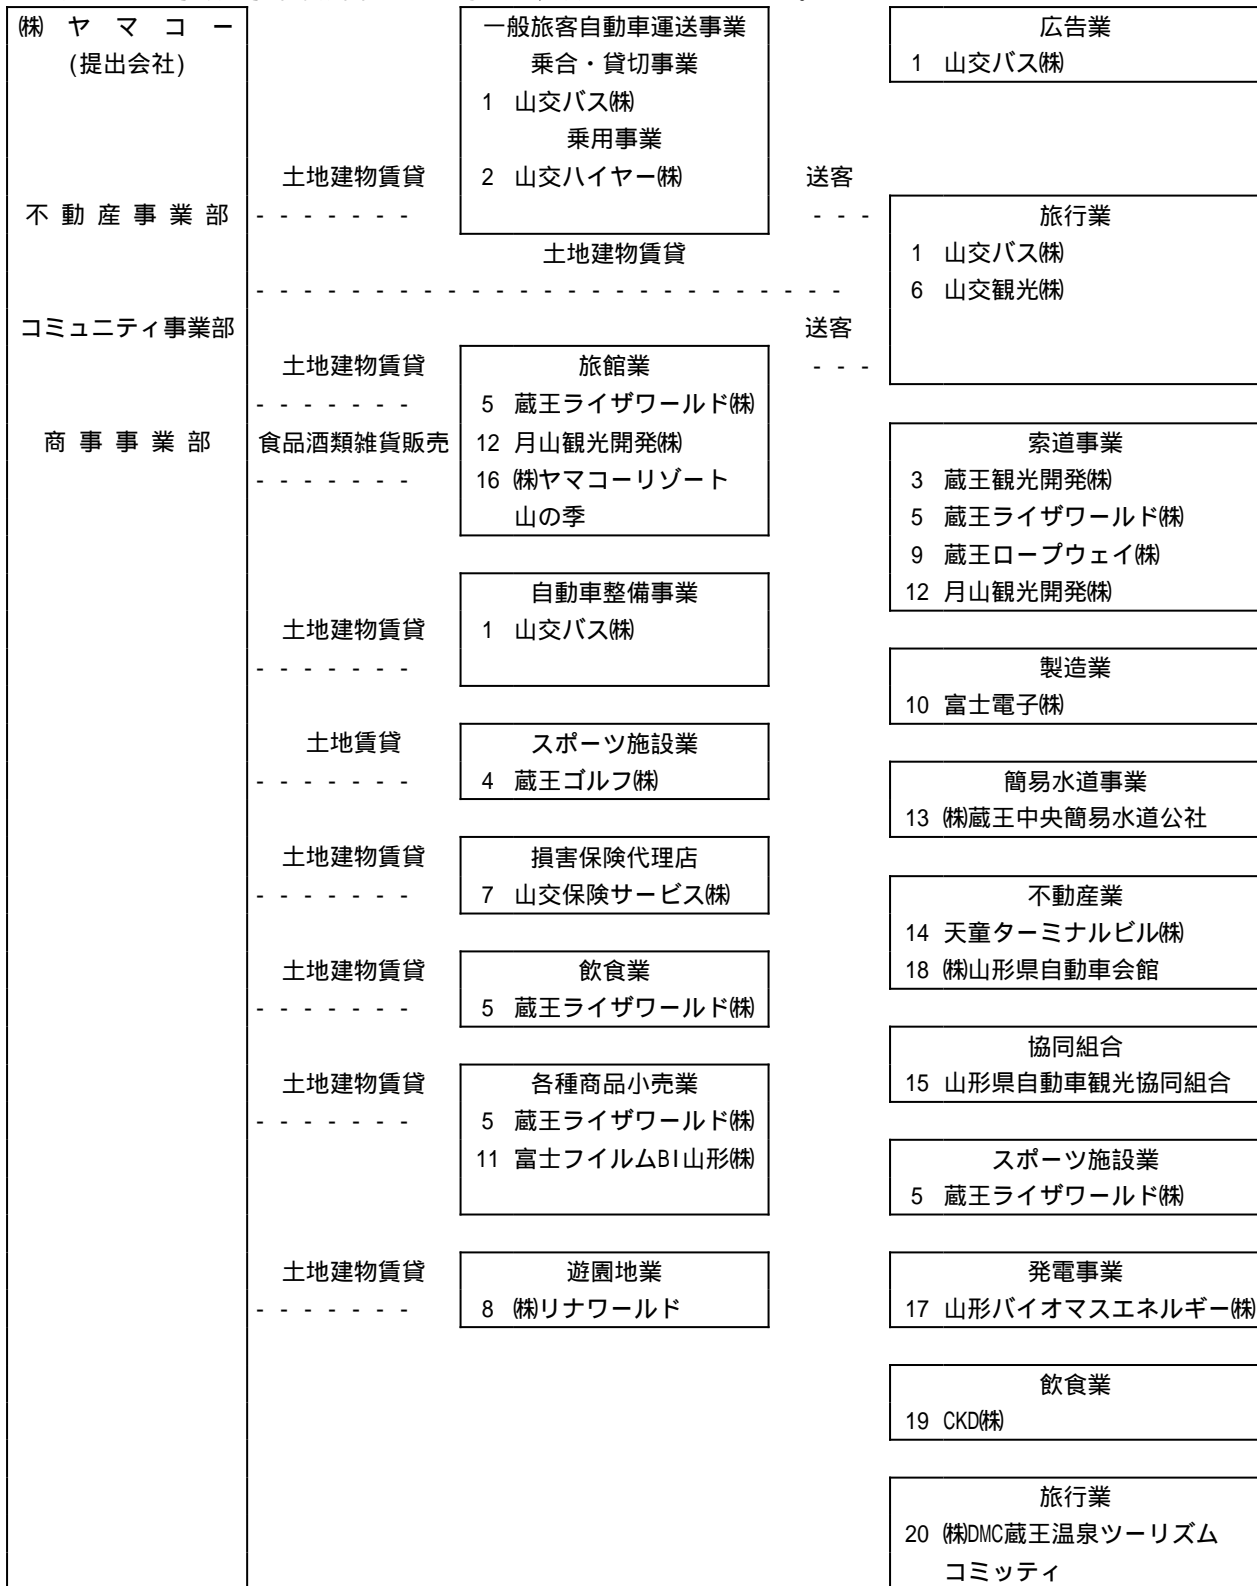 ㈱ヤマコー
(提出会社)
不動産事業部
コミュニティ事業部
商事事業部
土地建物賃貸
- - - - - - -
土地建物賃貸
- - - - - - - - - - - - - - - - - - - - - - - - -
土地建物賃貸
- - - - - - -
食品酒類雑貨販売
- - - - - - -
土地建物賃貸
- - - - - - -
土地賃貸
- - - - - - -
土地建物賃貸
- - - - - - -
土地建物賃貸
- - - - - - -
土地建物賃貸
- - - - - - -
土地建物賃貸
- - - - - - -
一般旅客自動車運送事業
乗合・貸切事業
1 山交バス㈱
乗用事業
2 山交ハイヤー㈱
旅館業
5 蔵王ライザワールド㈱
12 月山観光開発㈱
16 ㈱ヤマコーリゾート
山の季
自動車整備事業
1 山交バス㈱
スポーツ施設業
4 蔵王ゴルフ㈱
損害保険代理店
7 山交保険サービス㈱
飲食業
5 蔵王ライザワールド㈱
各種商品小売業
5 蔵王ライザワールド㈱
11 富士フイルムBI山形㈱
遊園地業
8 ㈱リナワールド
送客
- - -
送客
- - -
広告業
1 山交バス㈱
旅行業
1 山交バス㈱
6 山交観光㈱
索道事業
3 蔵王観光開発㈱
5 蔵王ライザワールド㈱
9 蔵王ロープウェイ㈱
12 月山観光開発㈱
製造業
10 富士電子㈱
簡易水道事業
13 ㈱蔵王中央簡易水道公社
不動産業
14 天童ターミナルビル㈱
18 ㈱山形県自動車会館
協同組合
15 山形県自動車観光協同組合
スポーツ施設業
5 蔵王ライザワールド㈱
発電事業
17 山形バイオマスエネルギー㈱
飲食業
19 CKD㈱
旅行業
20 ㈱DMC蔵王温泉ツーリズム
コミッティ